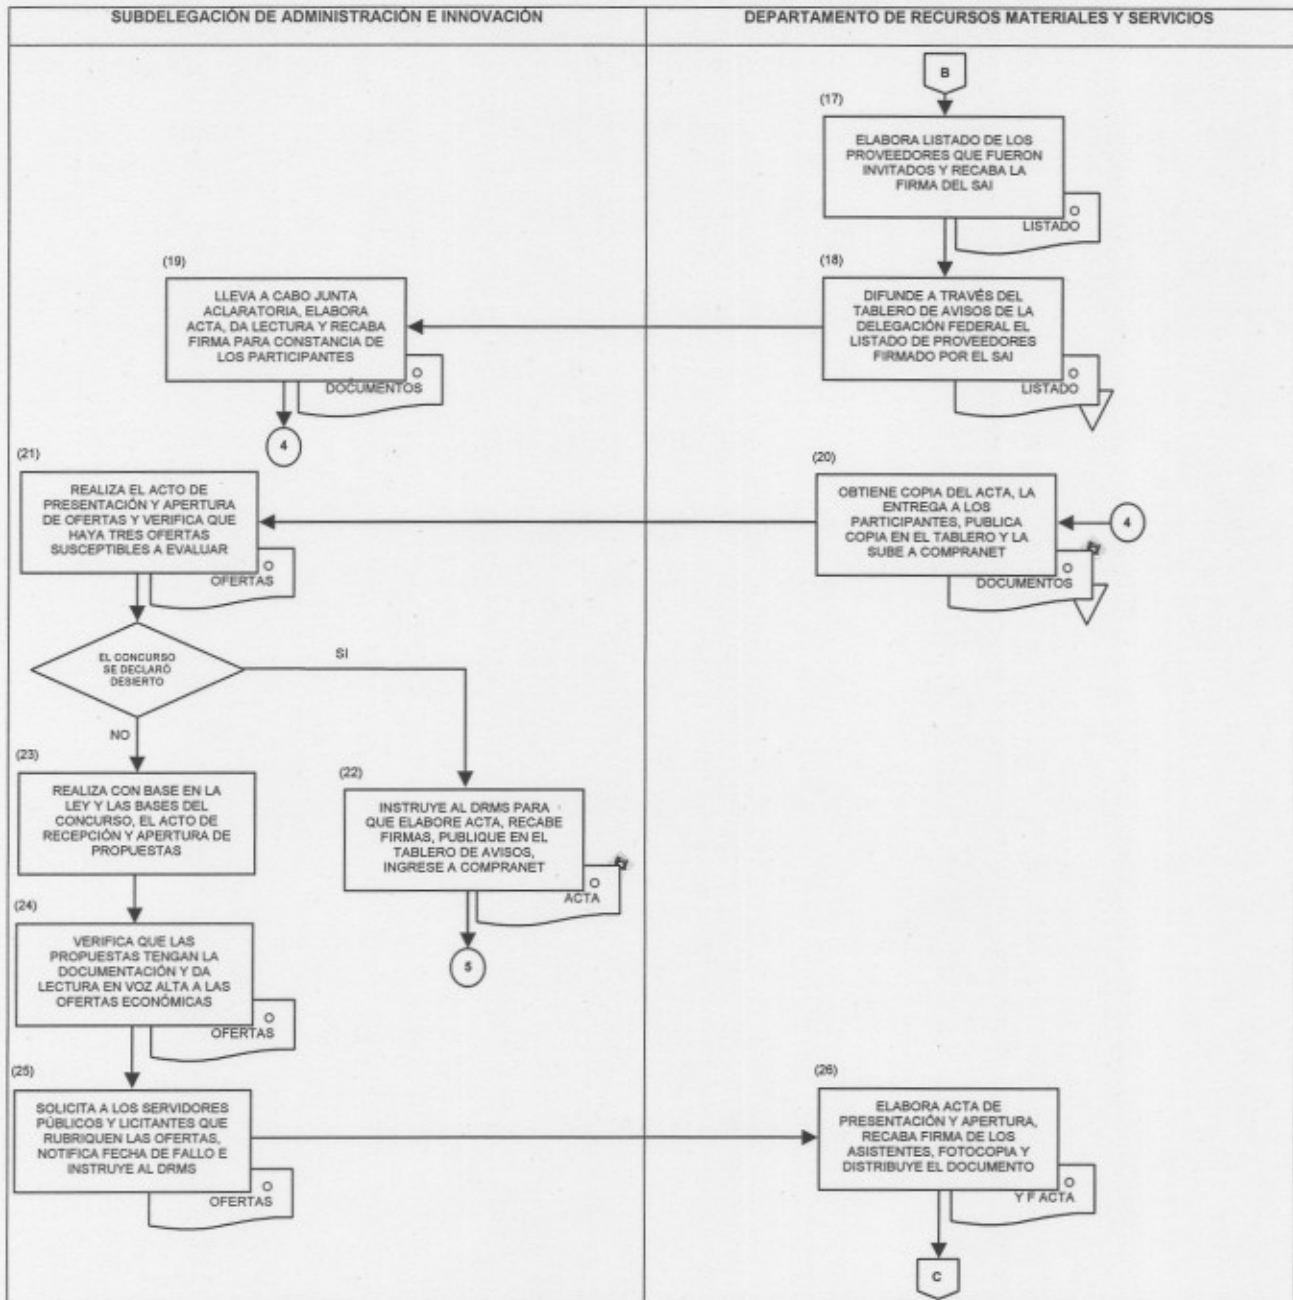 SUBDELEGACIÓN DE ADMINISTRACIÓN E INNOVACIÓN
DEPARTAMENTO DE RECURSOS MATERIALES Y SERVICIOS
B
(17)
ELABORA LISTADO DE LOS
PROVEEDORES QUE FUERON
INVITADOS Y RECABA LA
FIRMA DEL SAI
O
LISTADO
(18)
DIFUNDE A TRAVÉS DEL
TABLERO DE AVISOS DE LA
DELEGACIÓN FEDERAL EL
LISTADO DE PROVEEDORES
FIRMADO POR EL SAI
O
LISTADO
(19)
LLEVA A CABO JUNTA
ACLARATORIA, ELABORA
ACTA, DA LECTURA Y RECABA
FIRMA PARA CONSTANCIA DE
LOS PARTICIPANTES
O
DOCUMENTOS
4
(20)
OBTIENE COPIA DEL ACTA, LA
ENTREGA A LOS
PARTICIPANTES, PUBLICA
COPIA EN EL TABLERO Y LA
SUBE A COMPRANET
4
O
DOCUMENTOS
(21)
REALIZA EL ACTO DE
PRESENTACIÓN Y APERTURA
DE OFERTAS Y VERIFICA QUE
HAYA TRES OFERTAS
SUSCEPTIBLES A EVALUAR
O
OFERTAS
EL CONCURSO
SE DECLARÓ
DESIERTO
SI
NO
(22)
INSTRUYE AL DRMS PARA
QUE ELABORE ACTA, RECABE
FIRMAS, PUBLIQUE EN EL
TABLERO DE AVISOS,
INGRESE A COMPRANET
O
ACTA
5
(23)
REALIZA CON BASE EN LA
LEY Y LAS BASES DEL
CONCURSO, EL ACTO DE
RECEPCIÓN Y APERTURA DE
PROPUESTAS
(24)
VERIFICA QUE LAS
PROPUESTAS TENGAN LA
DOCUMENTACIÓN Y DA
LECTURA EN VOZ ALTA A LAS
OFERTAS ECONÓMICAS
O
OFERTAS
(25)
SOLICITA A LOS SERVIDORES
PÚBLICOS Y LICITANTES QUE
RUBRIQUEN LAS OFERTAS,
NOTIFICA FECHA DE FALLO E
INSTRUYE AL DRMS
O
OFERTAS
(26)
ELABORA ACTA DE
PRESENTACIÓN Y APERTURA,
RECABA FIRMA DE LOS
ASISTENTES, FOTOCOPIA Y
DISTRIBUYE EL DOCUMENTO
O
Y F ACTA
C